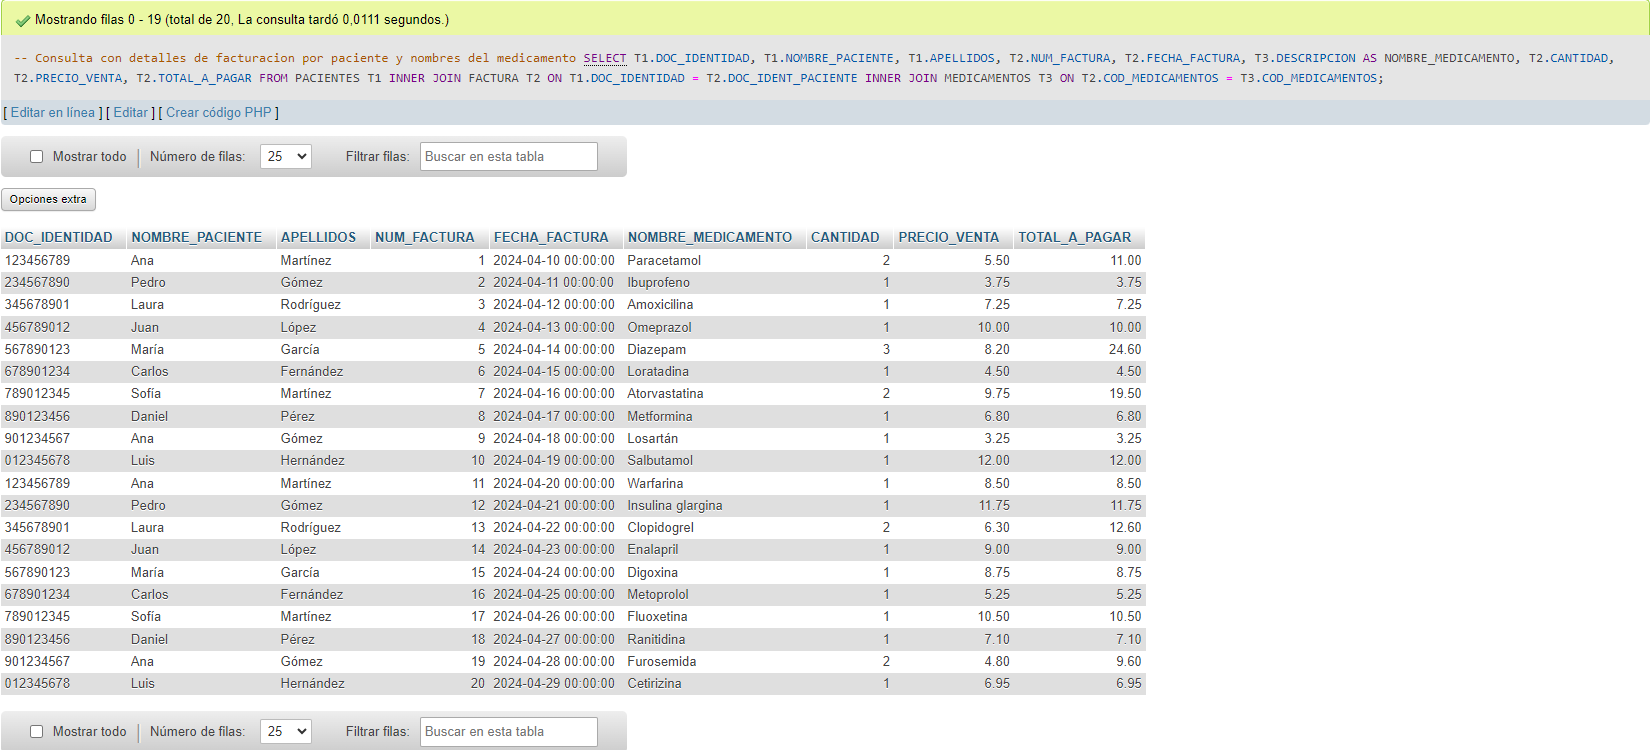 Mostrando filas 0 - 19 (total de 20, La consulta tardó 0,0111 segundos.)
-- Consulta con detalles de facturacion por paciente y nombres del medicamento SELECT T1.DOC_IDENTIDAD, T1.NOMBRE_PACIENTE, T1.APELLIDOS, T2.NUM_FACTURA, T2.FECHA_FACTURA, T3.DESCRIPCION AS NOMBRE_MEDICAMENTO, T2.CANTIDAD,
T2.PRECIO_VENTA, T2.TOTAL_A_PAGAR FROM PACIENTES T1 INNER JOIN FACTURA T2 ON T1.DOC_IDENTIDAD = T2.DOC_IDENT_PACIENTE INNER JOIN MEDICAMENTOS T3 ON T2.COD_MEDICAMENTOS = T3.COD_MEDICAMENTOS;
[ Editar en línea ] [ Editar ] [ Crear código PHP ]
Mostrar todo | Número de filas: 25 Filtrar filas: Buscar en esta tabla
Opciones extra
DOC_IDENTIDAD NOMBRE_PACIENTE APELLIDOS NUM_FACTURA FECHA_FACTURA NOMBRE_MEDICAMENTO CANTIDAD PRECIO_VENTA TOTAL_A_PAGAR
123456789 Ana Martínez 1 2024-04-10 00:00:00 Paracetamol 2 5.50 11.00
234567890 Pedro Gómez 2 2024-04-11 00:00:00 Ibuprofeno 1 3.75 3.75
345678901 Laura Rodríguez 3 2024-04-12 00:00:00 Amoxicilina 1 7.25 7.25
456789012 Juan López 4 2024-04-13 00:00:00 Omeprazol 1 10.00 10.00
567890123 María García 5 2024-04-14 00:00:00 Diazepam 3 8.20 24.60
678901234 Carlos Fernández 6 2024-04-15 00:00:00 Loratadina 1 4.50 4.50
789012345 Sofía Martínez 7 2024-04-16 00:00:00 Atorvastatina 2 9.75 19.50
890123456 Daniel Pérez 8 2024-04-17 00:00:00 Metformina 1 6.80 6.80
901234567 Ana Gómez 9 2024-04-18 00:00:00 Losartán 1 3.25 3.25
012345678 Luis Hernández 10 2024-04-19 00:00:00 Salbutamol 1 12.00 12.00
123456789 Ana Martínez 11 2024-04-20 00:00:00 Warfarina 1 8.50 8.50
234567890 Pedro Gómez 12 2024-04-21 00:00:00 Insulina glargina 1 11.75 11.75
345678901 Laura Rodríguez 13 2024-04-22 00:00:00 Clopidogrel 2 6.30 12.60
456789012 Juan López 14 2024-04-23 00:00:00 Enalapril 1 9.00 9.00
567890123 María García 15 2024-04-24 00:00:00 Digoxina 1 8.75 8.75
678901234 Carlos Fernández 16 2024-04-25 00:00:00 Metoprolol 1 5.25 5.25
789012345 Sofía Martínez 17 2024-04-26 00:00:00 Fluoxetina 1 10.50 10.50
890123456 Daniel Pérez 18 2024-04-27 00:00:00 Ranitidina 1 7.10 7.10
901234567 Ana Gómez 19 2024-04-28 00:00:00 Furosemida 2 4.80 9.60
012345678 Luis Hernández 20 2024-04-29 00:00:00 Cetirizina 1 6.95 6.95
Mostrar todo | Número de filas: 25 Filtrar filas: Buscar en esta tabla